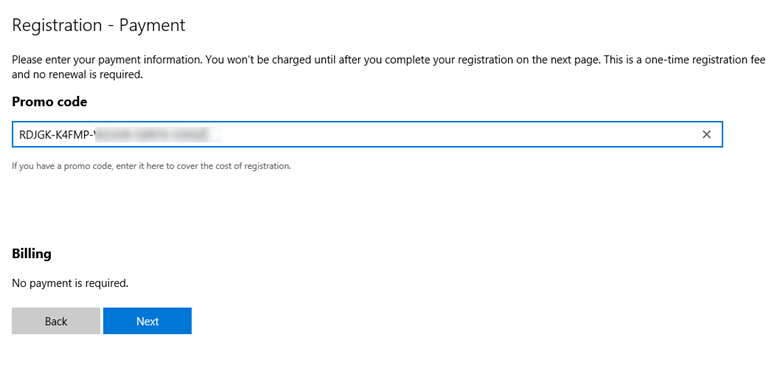 Registration - Payment
Please enter your payment information. You won't be charged until after you complete your registration on the next page. This is a one-time registration fee
and no renewal is required.
Promo code
RDJGK-K4FMP-
If you have a promo code, enter it here to cover the cost of registration.
Billing
No payment is required.
Back
Next